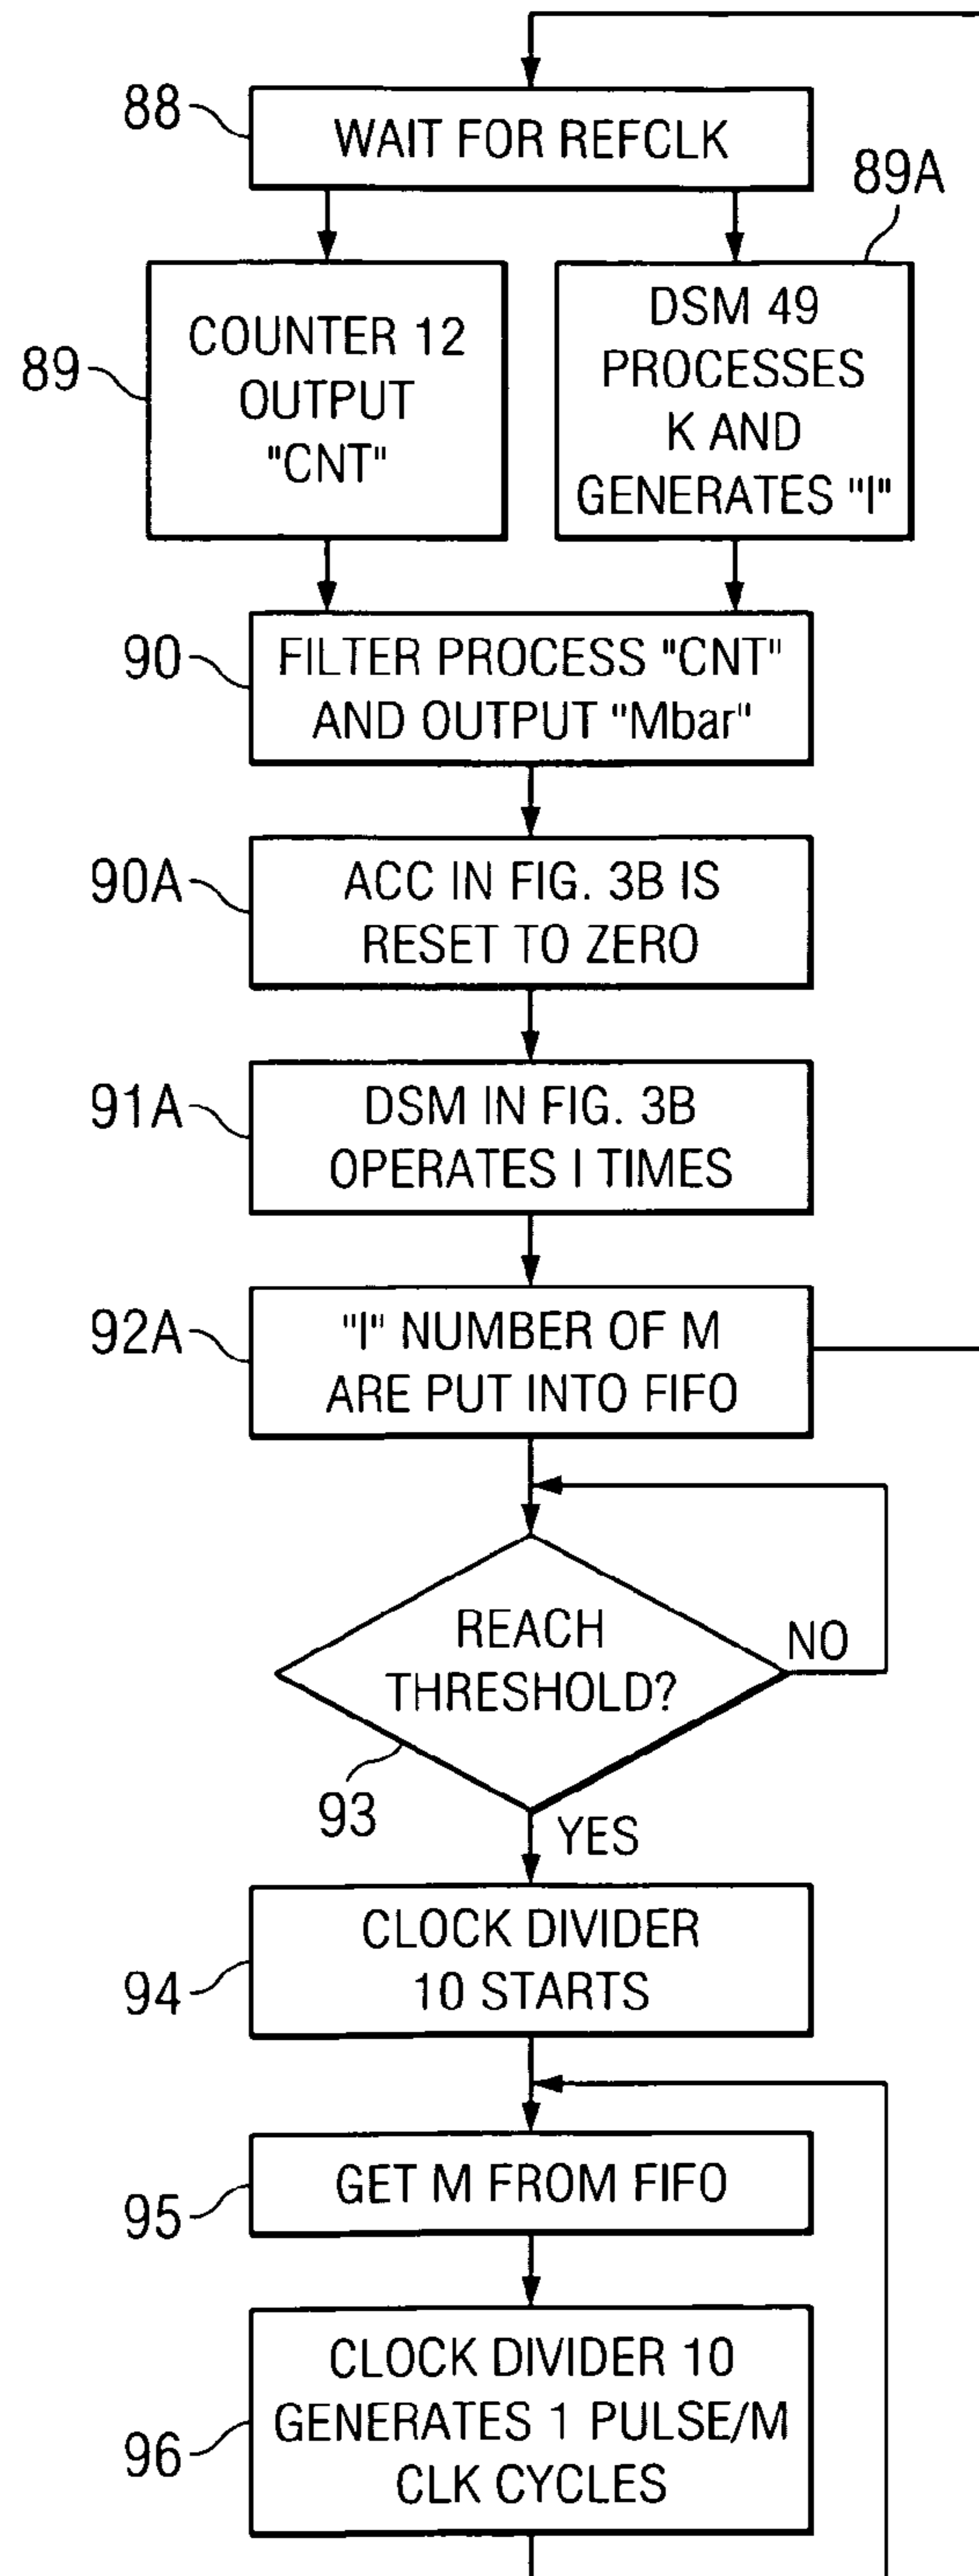 88
WAIT FOR REFCLK
89A
89
COUNTER 12
OUTPUT
"CNT"
DSM 49
PROCESSES
K AND
GENERATES "I"
90
FILTER PROCESS "CNT"
AND OUTPUT "Mbar"
90A
ACC IN FIG. 3B IS
RESET TO ZERO
91A
DSM IN FIG. 3B
OPERATES I TIMES
92A
"I" NUMBER OF M
ARE PUT INTO FIFO
REACH
THRESHOLD?
NO
93
YES
94
CLOCK DIVIDER
10 STARTS
95
GET M FROM FIFO
96
CLOCK DIVIDER 10
GENERATES 1 PULSE/M
CLK CYCLES